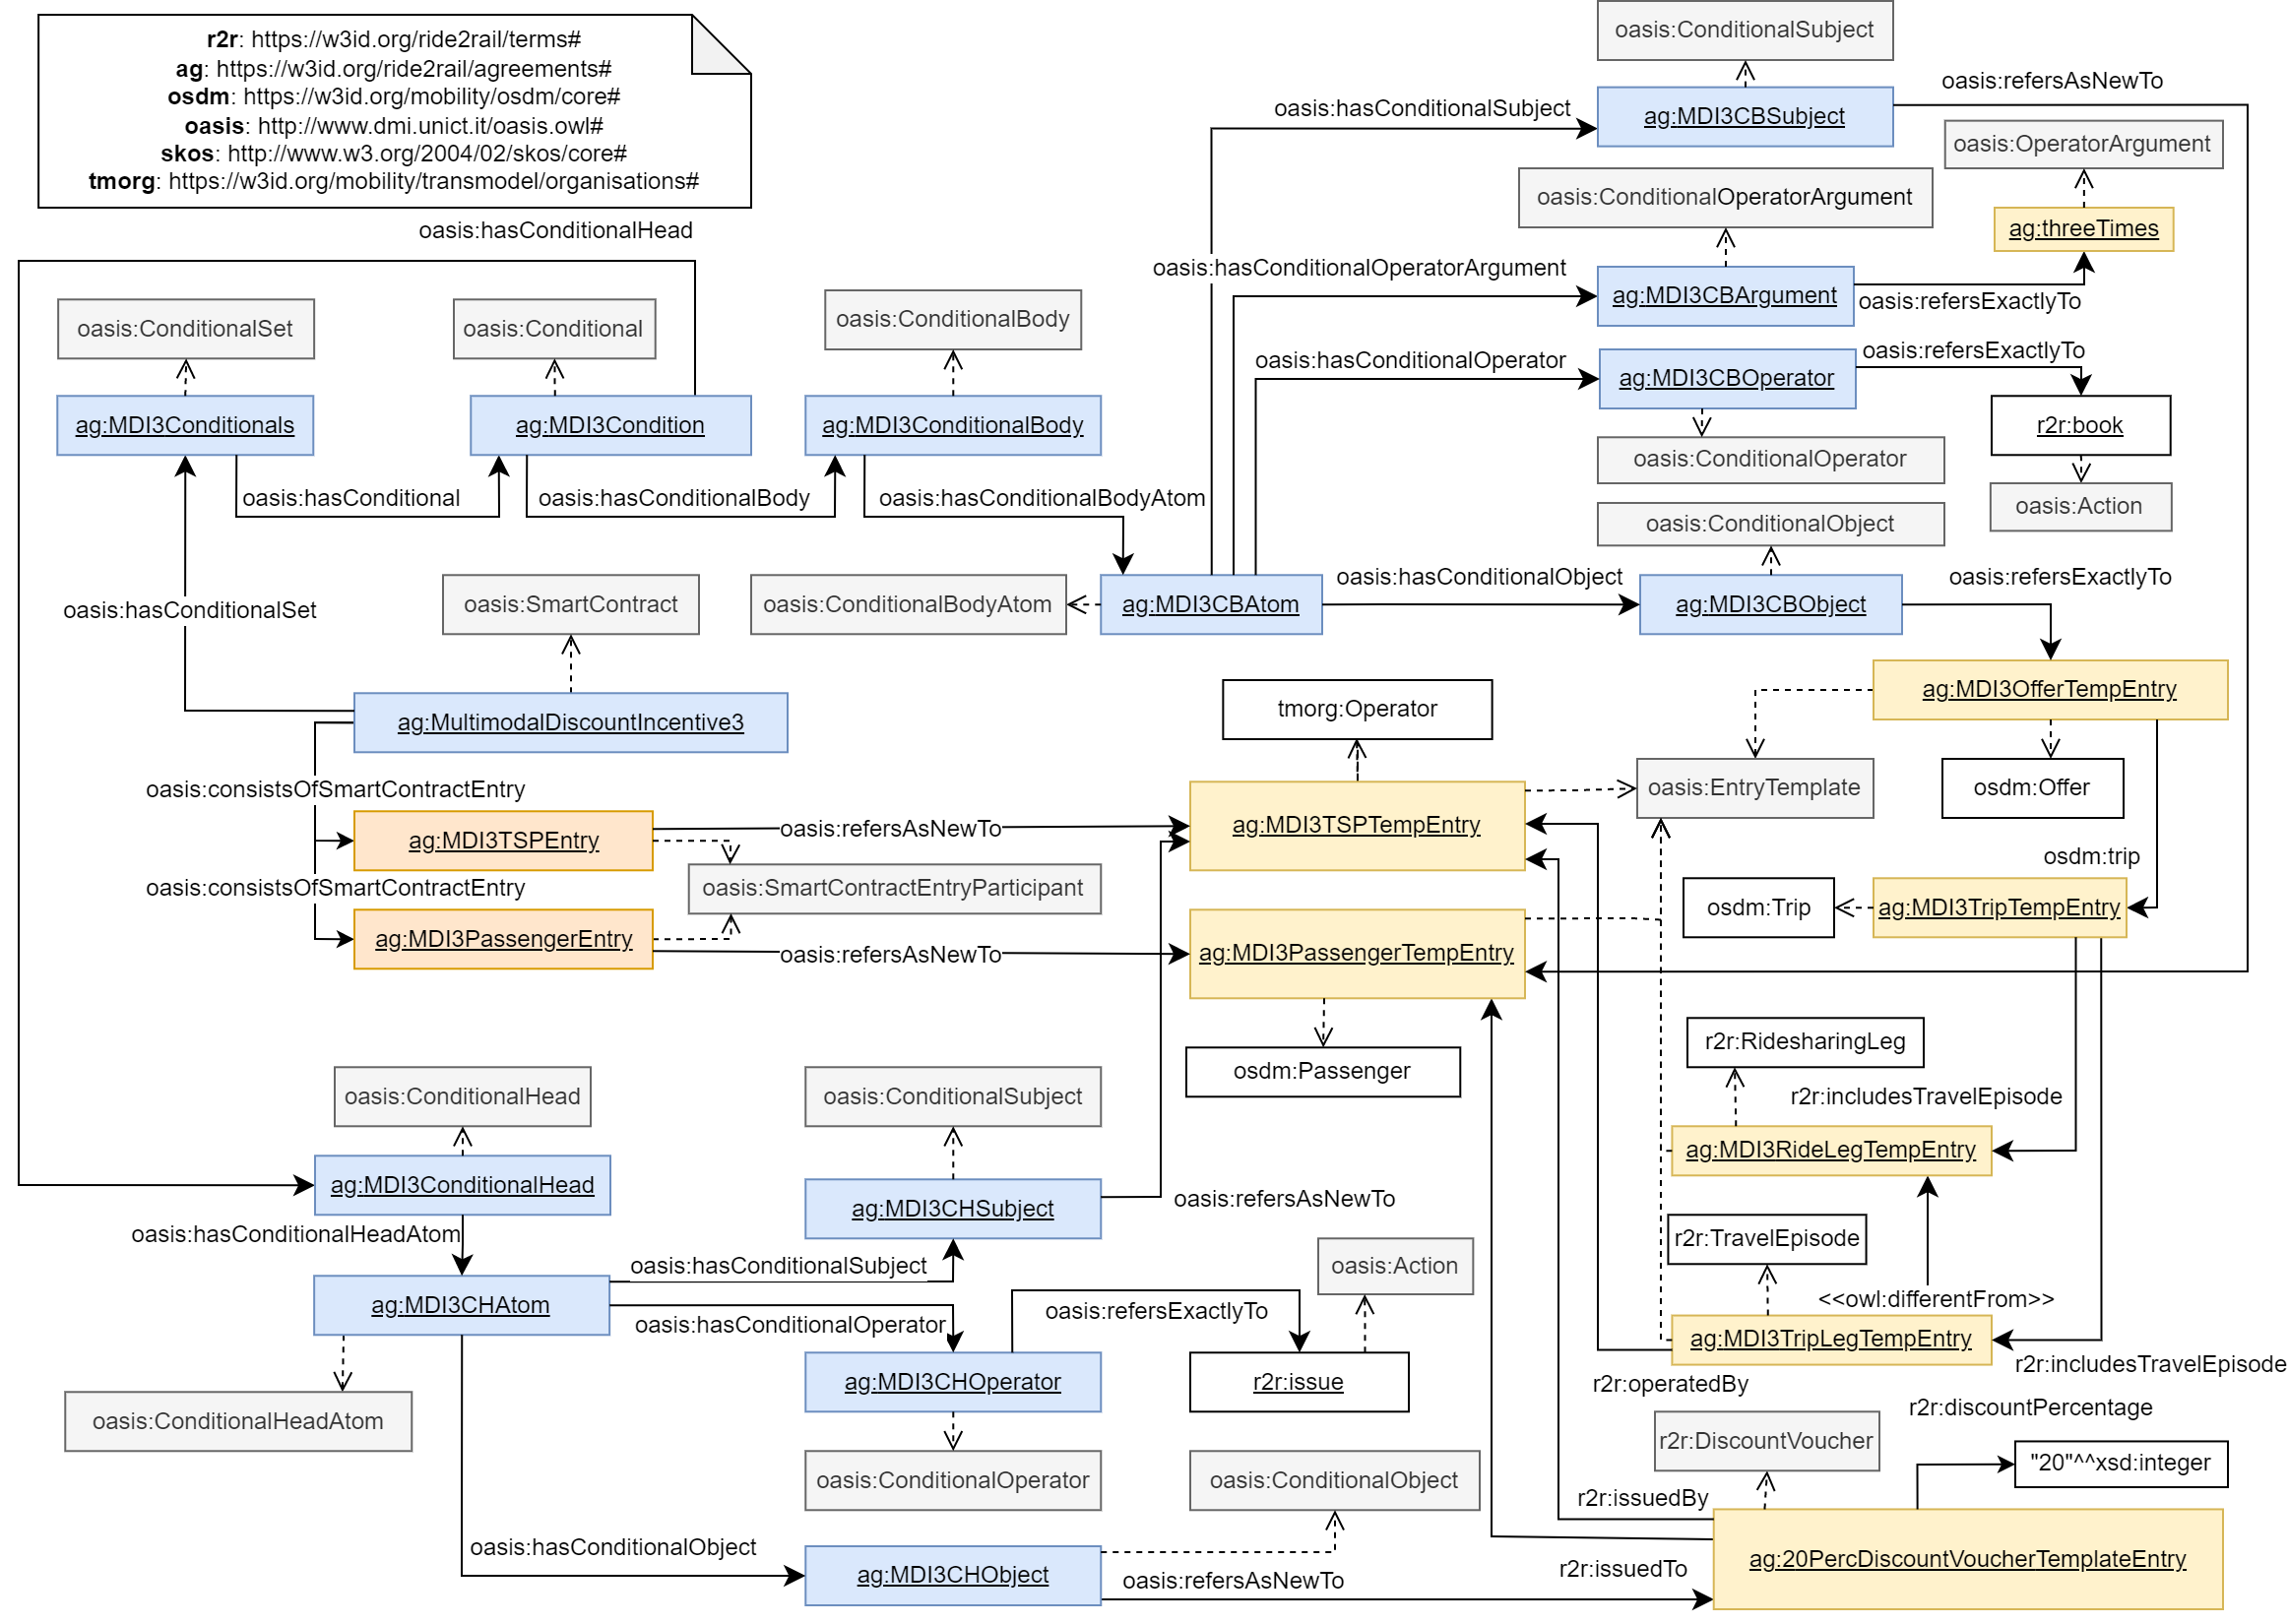 r2r: https://w3id.org/ride2rail/terms#
ag: https://w3id.org/ride2rail/agreements#
osdm: https://w3id.org/mobility/osdm/core#
oasis: http://www.dmi.unict.it/oasis.owl#
skos: http://www.w3.org/2004/02/skos/core#
tmorg: https://w3id.org/mobility/transmodel/organisations#
oasis:hasConditionalHead
oasis:ConditionalSubject
oasis:refersAsNewTo
oasis:hasConditionalSubject
ag:MDI3CBSubject
oasis:OperatorArgument
oasis:ConditionalOperatorArgument
ag:threeTimes
oasis:hasConditionalOperatorArgument
ag:MDI3CBArgument
oasis:refersExactlyTo
oasis:ConditionalSet
oasis:Conditional
oasis:ConditionalBody
oasis:hasConditionalOperator
ag:MDI3CBOperator
oasis:refersExactlyTo
ag:MDI3Conditionals
ag:MDI3Condition
ag:MDI3ConditionalBody
r2r:book
oasis:ConditionalOperator
oasis:hasConditional
oasis:hasConditionalBody
oasis:hasConditionalBodyAtom
oasis:Action
oasis:ConditionalObject
oasis:hasConditionalSet
oasis:SmartContract
oasis:ConditionalBodyAtom
ag:MDI3CBAtom
oasis:hasConditionalObject
ag:MDI3CBObject
oasis:refersExactlyTo
ag:MDI3OfferTempEntry
ag:MultimodalDiscountIncentive3
tmorg:Operator
oasis:EntryTemplate
osdm:Offer
oasis:consistsOfSmartContractEntry
ag:MDI3TSPEntry
oasis:refersAsNewTo
ag:MDI3TSPTempEntry
osdm:trip
oasis:consistsOfSmartContractEntry
oasis:SmartContractEntryParticipant
osdm:Trip
ag:MDI3TripTempEntry
ag:MDI3PassengerEntry
oasis:refersAsNewTo
ag:MDI3PassengerTempEntry
osdm:Passenger
r2r:RidesharingLeg
r2r:includesTravelEpisode
oasis:ConditionalHead
oasis:ConditionalSubject
ag:MDI3RideLegTempEntry
ag:MDI3ConditionalHead
ag:MDI3CHSubject
oasis:refersAsNewTo
oasis:hasConditionalHeadAtom
r2r:TravelEpisode
oasis:hasConditionalSubject
oasis:Action
ag:MDI3CHAtom
oasis:hasConditionalOperator
oasis:refersExactlyTo
<<owl:differentFrom>>
ag:MDI3TripLegTempEntry
r2r:includesTravelEpisode
ag:MDI3CHOperator
r2r:issue
r2r:operatedBy
r2r:discountPercentage
oasis:ConditionalHeadAtom
r2r:DiscountVoucher
"20"^^xsd:integer
oasis:ConditionalOperator
oasis:ConditionalObject
r2r:issuedBy
oasis:hasConditionalObject
ag:MDI3CHObject
oasis:refersAsNewTo
r2r:issuedTo
ag:20PercDiscountVoucherTemplateEntry